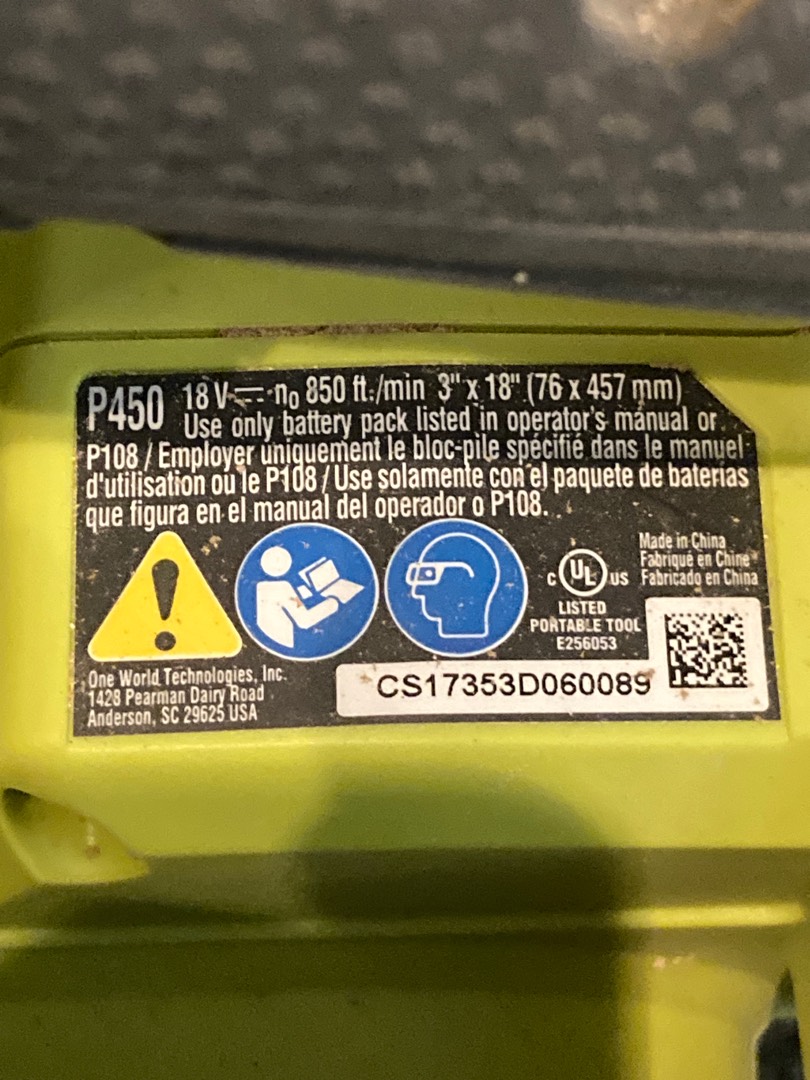 P450 18 V⎓ n₀ 850 ft./min 3" x 18" (76 x 457 mm)
Use only battery pack listed in operator's manual or
P108 / Employer uniquement le bloc-pile spécifié dans le manuel
d'utilisation ou le P108 / Use solamente con el paquete de baterías
que figura en el manual del operador o P108.
Made in China
Fabriqué en Chine
Fabricado en China
C UL US
LISTED
PORTABLE TOOL
E256053
One World Technologies, Inc.
1428 Pearman Dairy Road
Anderson, SC 29625 USA
CS17353D060089